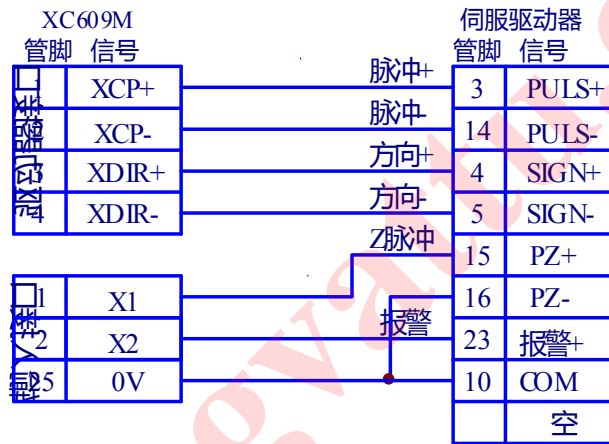 XC609M 伺服驱动器
管脚 信号 管脚 信号
XCP+ 脉冲+ 3 PULS+
XCP- 脉冲- 14 PULS-
3 XDIR+ 方向+ 4 SIGN+
4 XDIR- 方向- 5 SIGN-
Z脉冲 15 PZ+
1 X1 16 PZ-
2 X2 报警 23 报警+
25 0V 10 COM
空